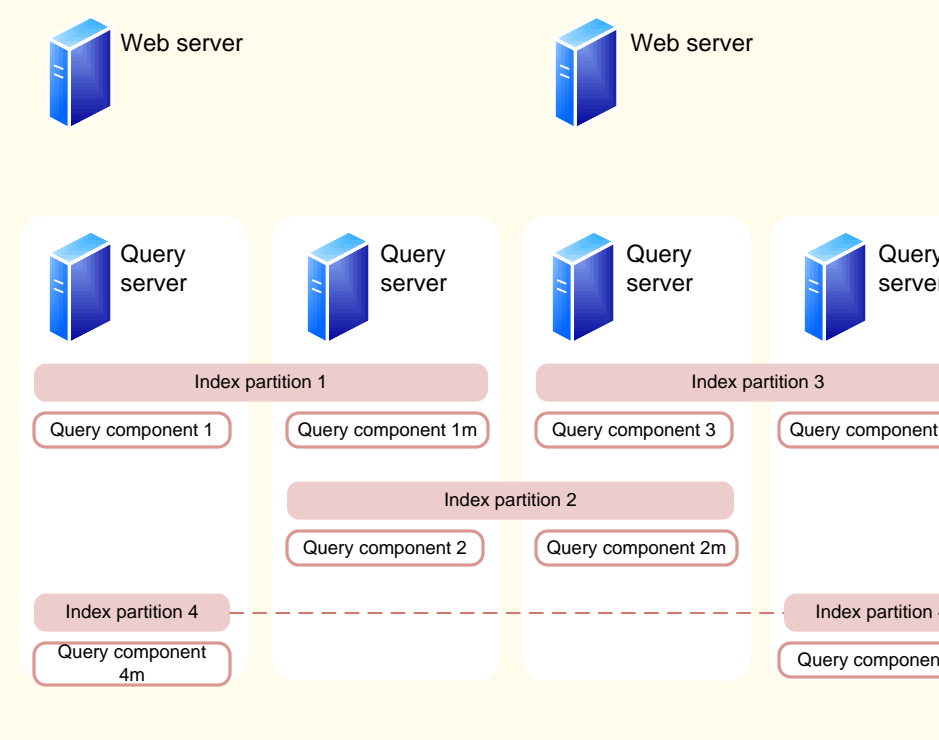 Web server
Web server
Query
server
Query
server
Query
server
Query
server
Index partition 1
Index partition 3
Query component 1
Query component 1m
Query component 3
Query component
Index partition 2
Query component 2
Query component 2m
Index partition 4
Index partition
Query component
4m
Query componen